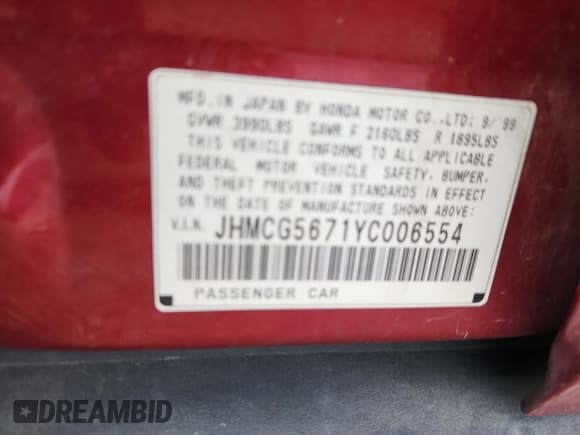 MFD.IN JAPAN BY HONDA MOTOR CO.,LTD: 9/'99
GVWR 3990LBS GAWR F 2160LBS R 1895LBS
THIS VEHICLE CONFORMS TO ALL APPLICABLE
FEDERAL MOTOR VEHICLE SAFETY, BUMPER,
AND THEFT PREVENTION STANDARDS IN EFFECT
ON THE DATE OF MANUFACTURE SHOWN ABOVE:
V.I.N. JHMCG5671YC006554
PASSENGER CAR
DREAMBID